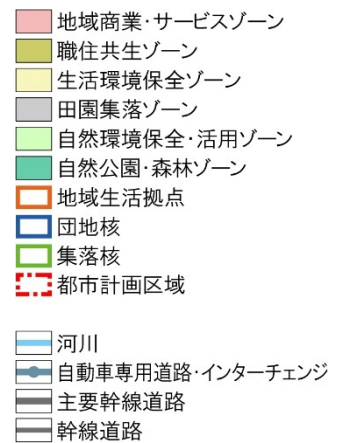 地域商業･サービスゾーン
職住共生ゾーン
生活環境保全ゾーン
田園集落ゾーン
自然環境保全･活用ゾーン
自然公園･森林ゾーン
地域生活拠点
団地核
集落核
都市計画区域
河川
自動車専用道路･インターチェンジ
主要幹線道路
幹線道路